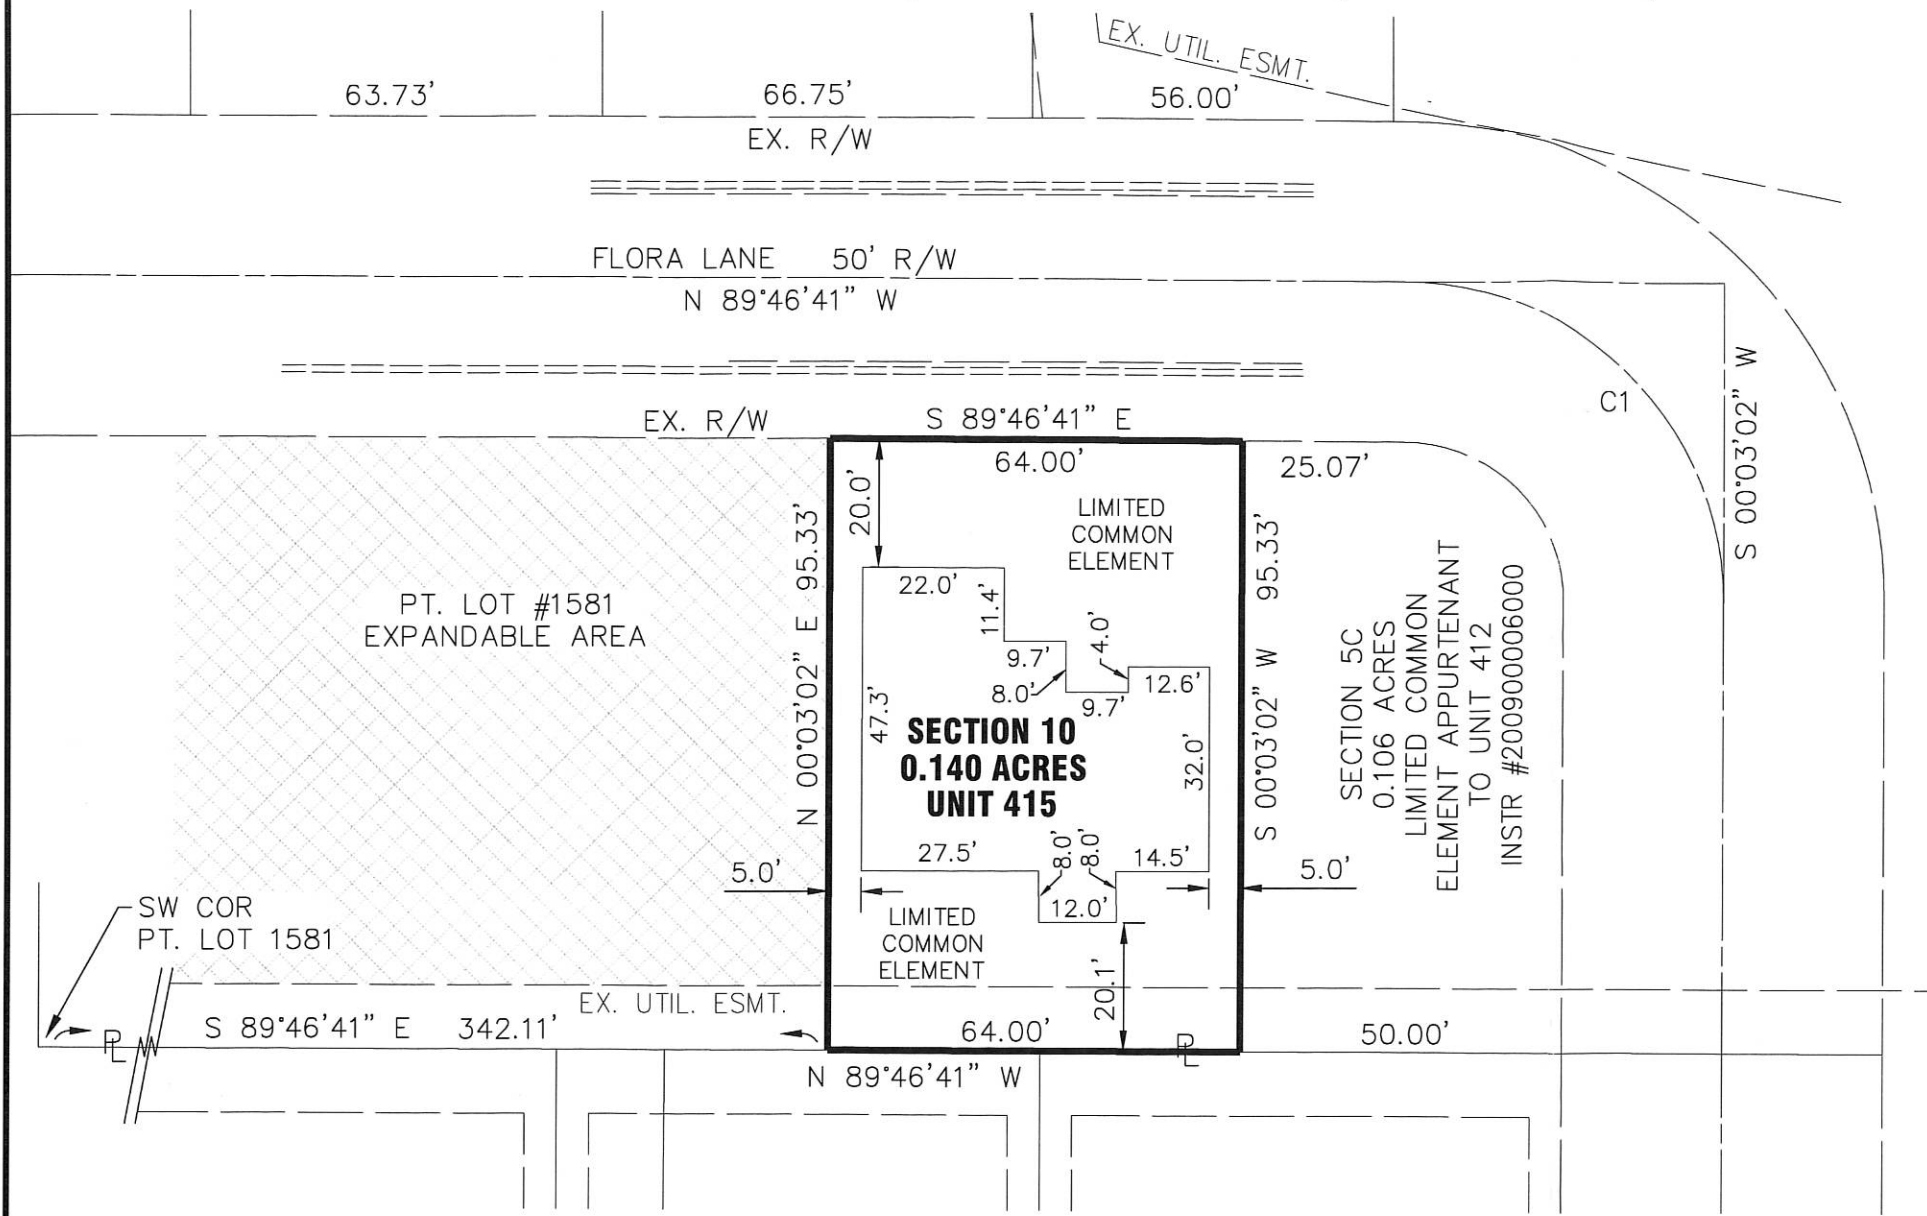 EX. UTIL. ESMT.
63.73'
66.75'
56.00'
EX. R/W
FLORA LANE 50' R/W
N 89°46'41" W
S 00°03'02" W
C1
EX. R/W
S 89°46'41" E
64.00'
25.07'
20.0'
LIMITED
COMMON
ELEMENT
N 00°03'02" E 95.33'
S 00°03'02" W 95.33'
PT. LOT #1581
EXPANDABLE AREA
22.0'
11.4'
9.7'
4.0'
8.0'
9.7'
12.6'
47.3'
32.0'
SECTION 10
0.140 ACRES
UNIT 415
SECTION 5C
0.106 ACRES
LIMITED COMMON
ELEMENT APPURTENANT
TO UNIT 412
INSTR #200900006000
27.5'
8.0'
8.0'
14.5'
5.0'
5.0'
12.0'
LIMITED
COMMON
ELEMENT
SW COR
PT. LOT 1581
20.1'
EX. UTIL. ESMT.
S 89°46'41" E 342.11'
PL
64.00'
PL
50.00'
N 89°46'41" W